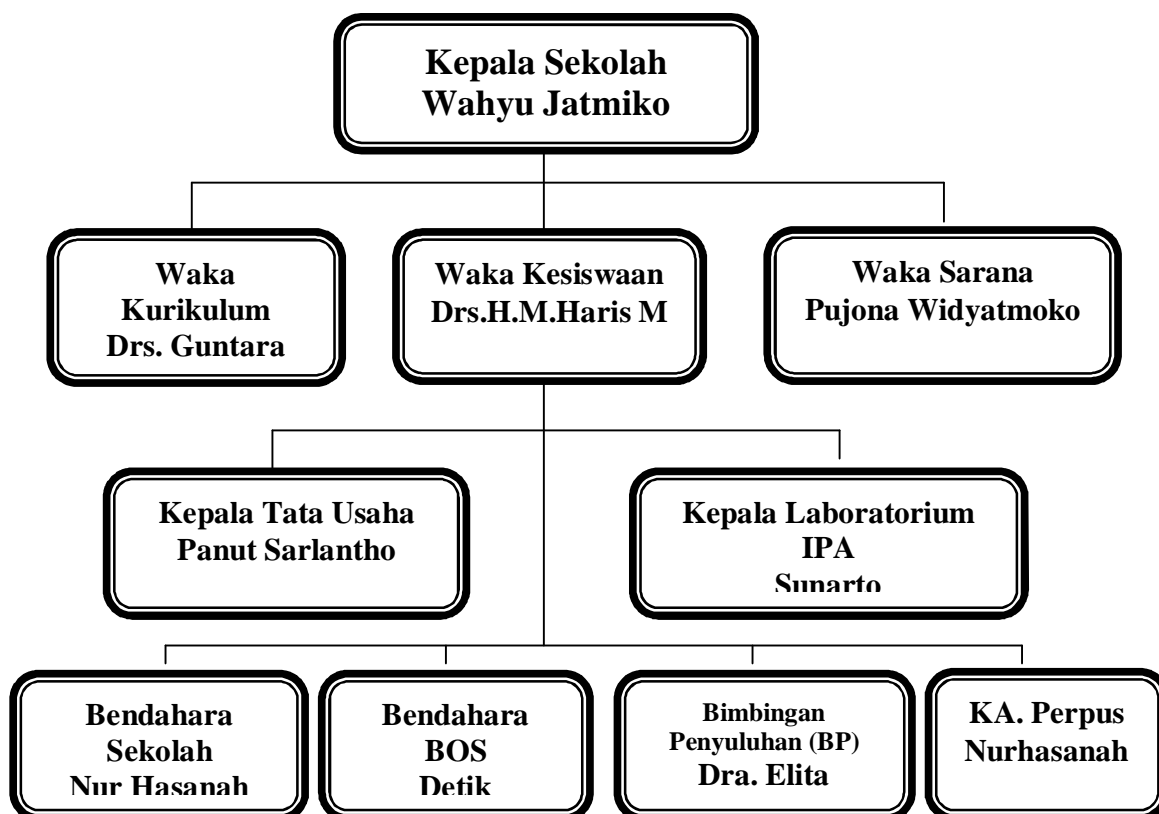 Kepala Sekolah
Wahyu Jatmiko
Waka
Kurikulum
Drs. Guntara
Waka Kesiswaan
Drs.H.M.Haris M
Waka Sarana
Pujona Widyatmoko
Kepala Tata Usaha
Panut Sarlantho
Kepala Laboratorium
IPA
Sunarto
Bendahara
Sekolah
Nur Hasanah
Bendahara
BOS
Detik
Bimbingan
Penyuluhan (BP)
Dra. Elita
KA. Perpus
Nurhasanah